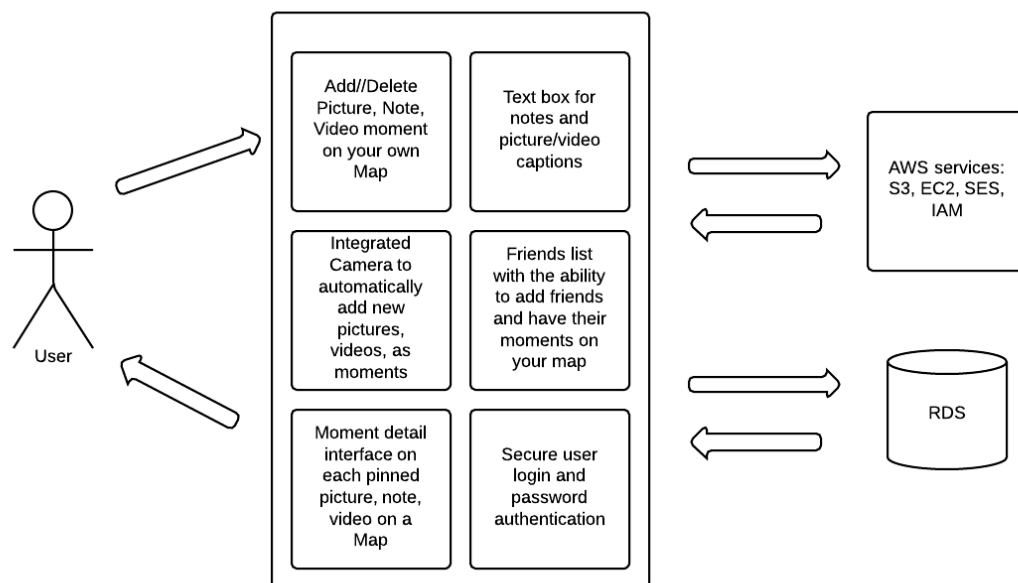 Add//Delete
Picture, Note,
Video moment
on your own
Map
Text box for
notes and
picture/video
captions
AWS services:
S3, EC2, SES,
IAM
Integrated
Camera to
automatically
add new
pictures,
videos, as
moments
Friends list
with the ability
to add friends
and have their
moments on
your map
User
Moment detail
interface on
each pinned
picture, note,
video on a
Map
Secure user
login and
password
authentication
RDS